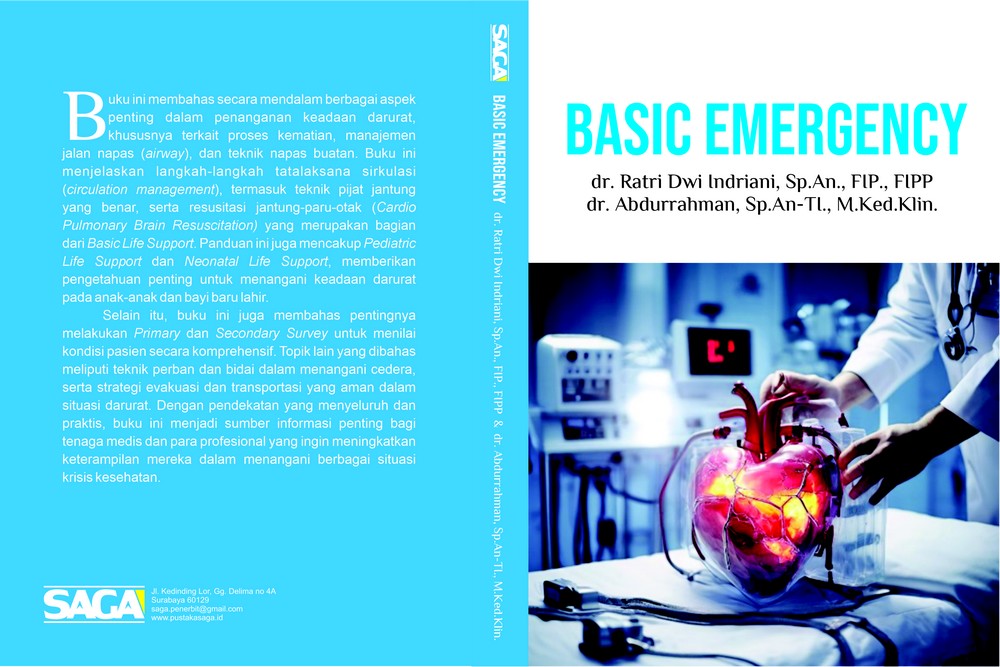 Buku ini membahas secara mendalam berbagai aspek
penting dalam penanganan keadaan darurat,
khususnya terkait proses kematian, manajemen
jalan napas (airway), dan teknik napas buatan. Buku ini
menjelaskan langkah-langkah tatalaksana sirkulasi
(circulation management), termasuk teknik pijat jantung
yang benar, serta resusitasi jantung-paru-otak (Cardio
Pulmonary Brain Resuscitation) yang merupakan bagian
dari Basic Life Support. Panduan ini juga mencakup Pediatric
Life Support dan Neonatal Life Support, memberikan
pengetahuan penting untuk menangani keadaan darurat
pada anak-anak dan bayi baru lahir.
Selain itu, buku ini juga membahas pentingnya
melakukan Primary dan Secondary Survey untuk menilai
kondisi pasien secara komprehensif. Topik lain yang dibahas
meliputi teknik perban dan bidai dalam menangani cedera,
serta strategi evakuasi dan transportasi yang aman dalam
situasi darurat. Dengan pendekatan yang menyeluruh dan
praktis, buku ini menjadi sumber informasi penting bagi
tenaga medis dan para profesional yang ingin meningkatkan
keterampilan mereka dalam menangani berbagai situasi
krisis kesehatan.
SAGA
Jl. Kedinding Lor, Gg. Delima no 4A
Surabaya 60129
saga.penerbit@gmail.com
www.pustakasaga.id
SAGA
BASIC EMERGENCY dr. Ratri Dwi Indriani, Sp.An., FIP., FIPP & dr. Abdurrahman, Sp.An-TI., M.Ked.Klin.
BASIC EMERGENCY
dr. Ratri Dwi Indriani, Sp.An., FIP., FIPP
dr. Abdurrahman, Sp.An-TI., M.Ked.Klin.